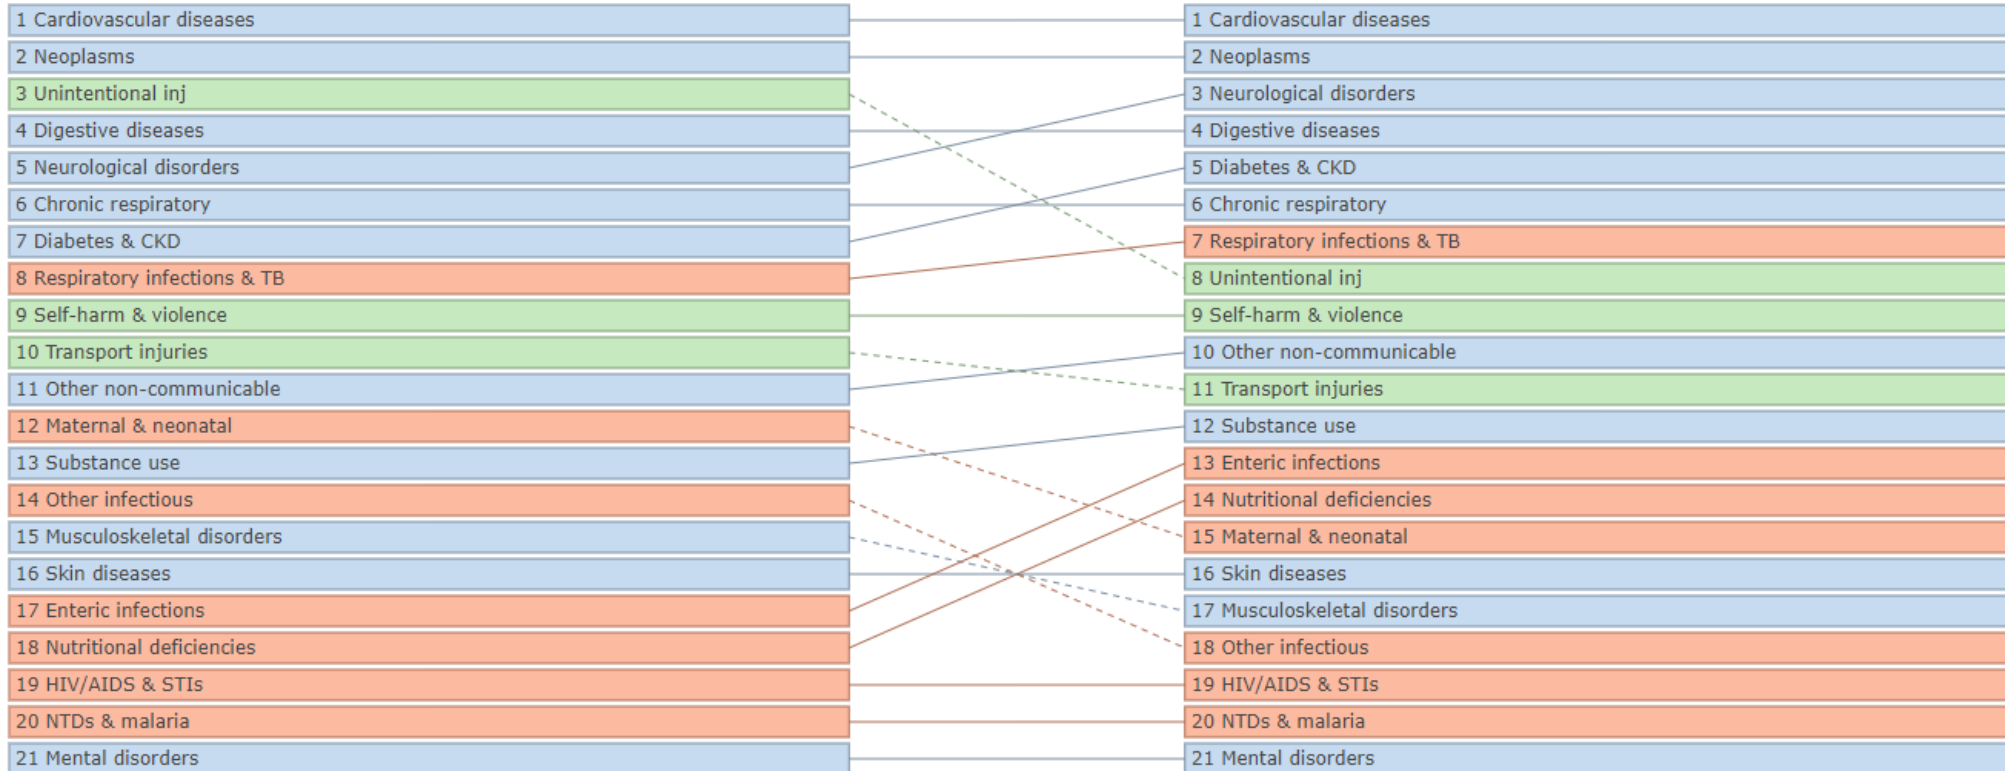 1 Cardiovascular diseases
2 Neoplasms
3 Unintentional inj
4 Digestive diseases
5 Neurological disorders
6 Chronic respiratory
7 Diabetes & CKD
8 Respiratory infections & TB
9 Self-harm & violence
10 Transport injuries
11 Other non-communicable
12 Maternal & neonatal
13 Substance use
14 Other infectious
15 Musculoskeletal disorders
16 Skin diseases
17 Enteric infections
18 Nutritional deficiencies
19 HIV/AIDS & STIs
20 NTDs & malaria
21 Mental disorders
1 Cardiovascular diseases
2 Neoplasms
3 Neurological disorders
4 Digestive diseases
5 Diabetes & CKD
6 Chronic respiratory
7 Respiratory infections & TB
8 Unintentional inj
9 Self-harm & violence
10 Other non-communicable
11 Transport injuries
12 Substance use
13 Enteric infections
14 Nutritional deficiencies
15 Maternal & neonatal
16 Skin diseases
17 Musculoskeletal disorders
18 Other infectious
19 HIV/AIDS & STIs
20 NTDs & malaria
21 Mental disorders